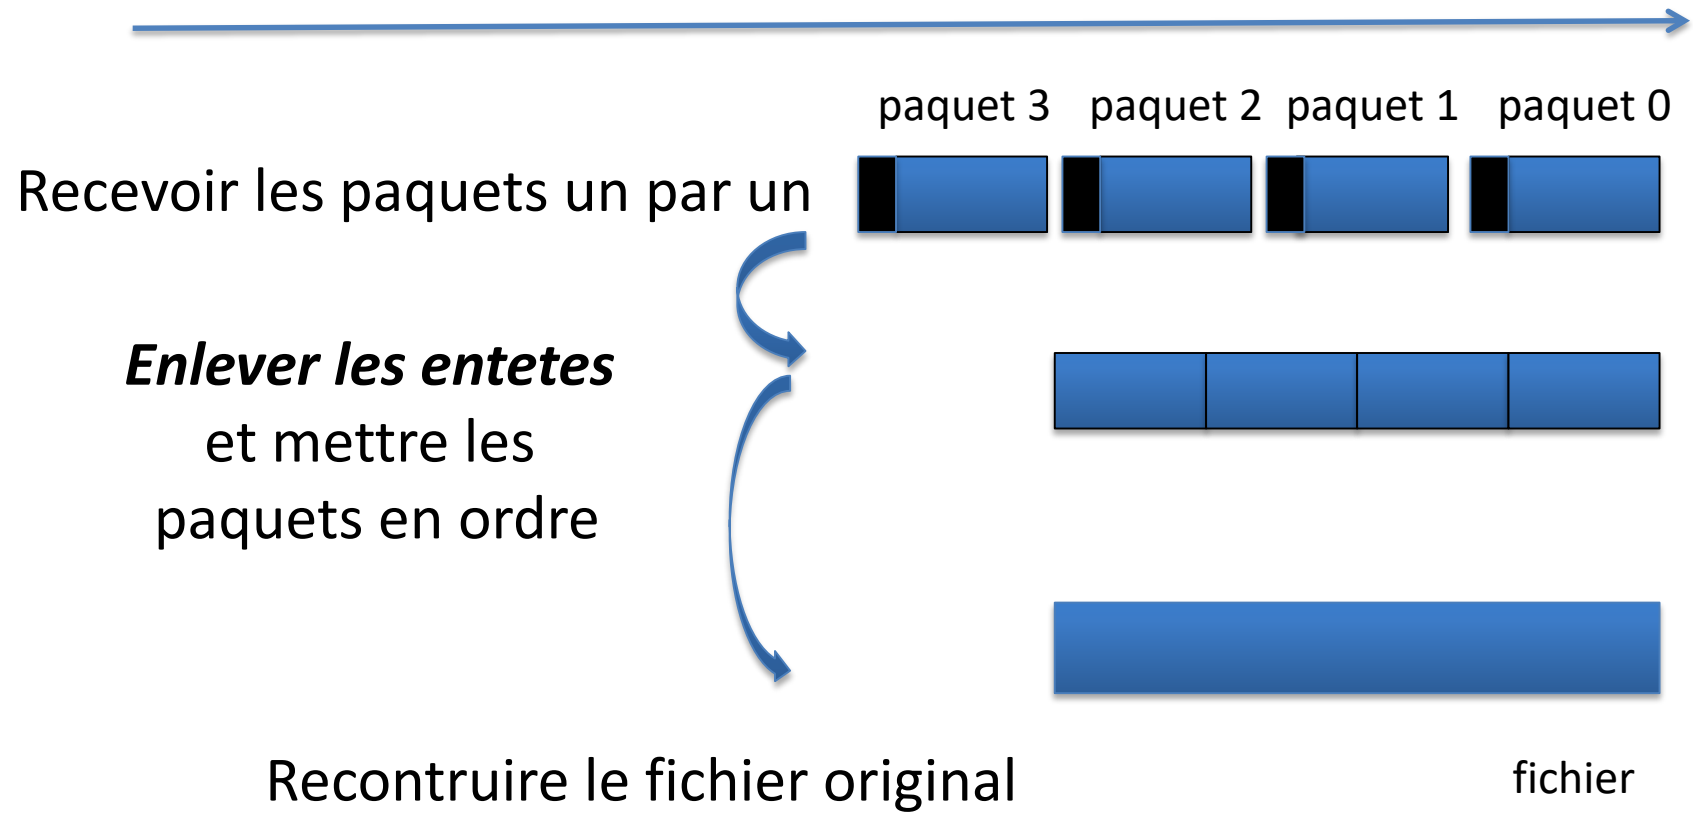 paquet 3 paquet 2 paquet 1 paquet 0
Recevoir les paquets un par un
Enlever les entetes
et mettre les
paquets en ordre
Recontruire le fichier original
fichier